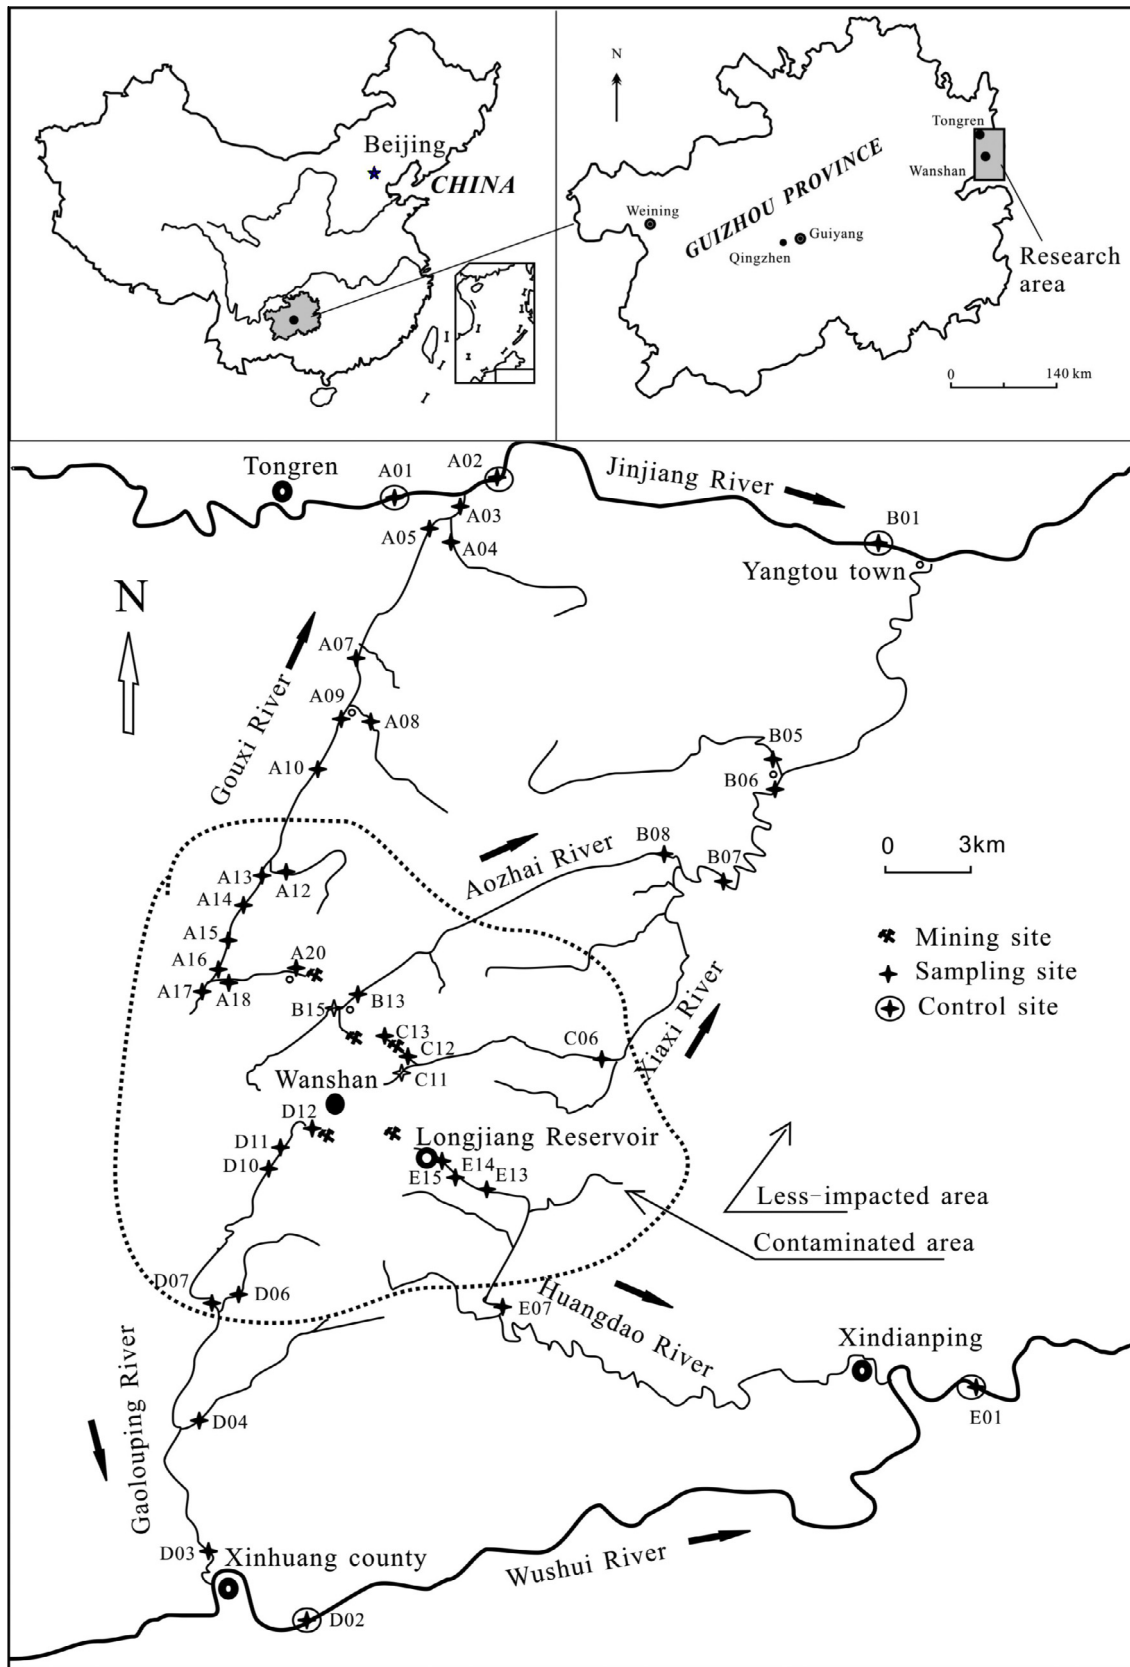 Beijing
CHINA
N
GUIZHOU PROVINCE
Tongren
Wanshan
Weining
Guiyang
Qingzhen
Research
area
0 140 km
Tongren
A01
A02
Jinjiang River
A03
A05
A04
B01
Yangtou town
N
A07
Gouxi River
A09
A08
A10
B05
B06
B08
B07
Aozhai River
0 3km
A13
A12
A14
A15
A16
A20
A17
A18
Mining site
Sampling site
Control site
B15
B13
C13
C12
C06
C11
Xiaxi River
Wanshan
D12
D11
D10
Longjiang Reservoir
E14
E15
E13
Less-impacted area
Contaminated area
D07
D06
E07
Huangdao River
Xindianping
E01
Gaolouping River
D04
D03
Xinhuang county
Wushui River
D02